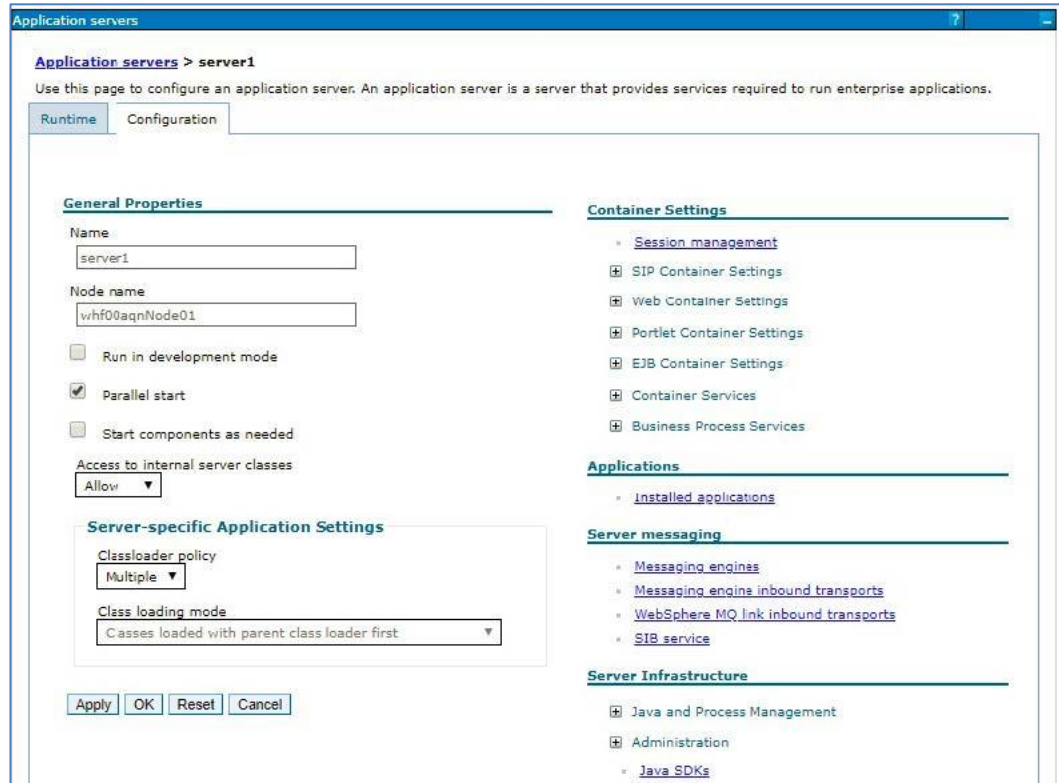 Application servers
?
Application servers > server1
Use this page to configure an application server. An application server is a server that provides services required to run enterprise applications.
Runtime
Configuration
General Properties
Name
server1
Node name
whf00aqnNode01
Run in development mode
Parallel start
Start components as needed
Access to internal server classes
Allow
Server-specific Application Settings
Classloader policy
Multiple
Class loading mode
Classes loaded with parent class loader first
Apply
OK
Reset
Cancel
Container Settings
Session management
SIP Container Settings
Web Container Settings
Portlet Container Settings
EJB Container Settings
Container Services
Business Process Services
Applications
Installed applications
Server messaging
Messaging engines
Messaging engine inbound transports
WebSphere MQ link inbound transports
SIB service
Server Infrastructure
Java and Process Management
Administration
Java SDKs